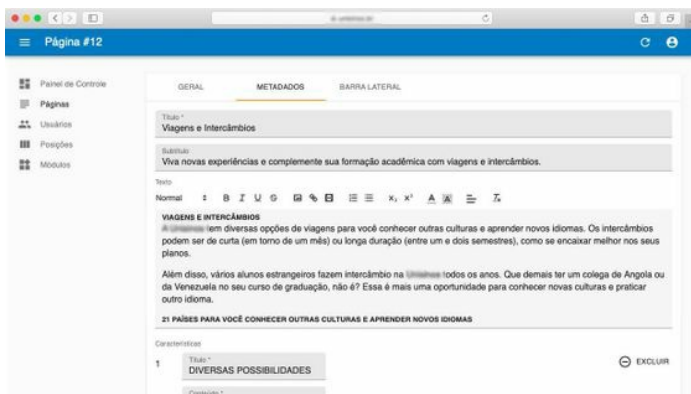 Página #12
Painel de Controle
Páginas
Usuários
Posições
Módulos
GERAL
METADADOS
BARRA LATERAL
Título *
Viagens e Intercâmbios
Subtítulo
Viva novas experiências e complemente sua formação acadêmica com viagens e intercâmbios.
Texto
Normal
VIAGENS E INTERCÂMBIOS
A tem diversas opções de viagens para você conhecer outras culturas e aprender novos idiomas. Os intercâmbios
podem ser de curta (em torno de um mês) ou longa duração (entre um e dois semestres), como se encaixar melhor nos seus
planos.
Além disso, vários alunos estrangeiros fazem intercâmbio na todos os anos. Que demais ter um colega de Angola ou
da Venezuela no seu curso de graduação, não é? Essa é mais uma oportunidade para conhecer novas culturas e praticar
outro idioma.
21 PAÍSES PARA VOCÊ CONHECER OUTRAS CULTURAS E APRENDER NOVOS IDIOMAS
Características
1
Título *
DIVERSAS POSSIBILIDADES
EXCLUIR
Conteúdo *